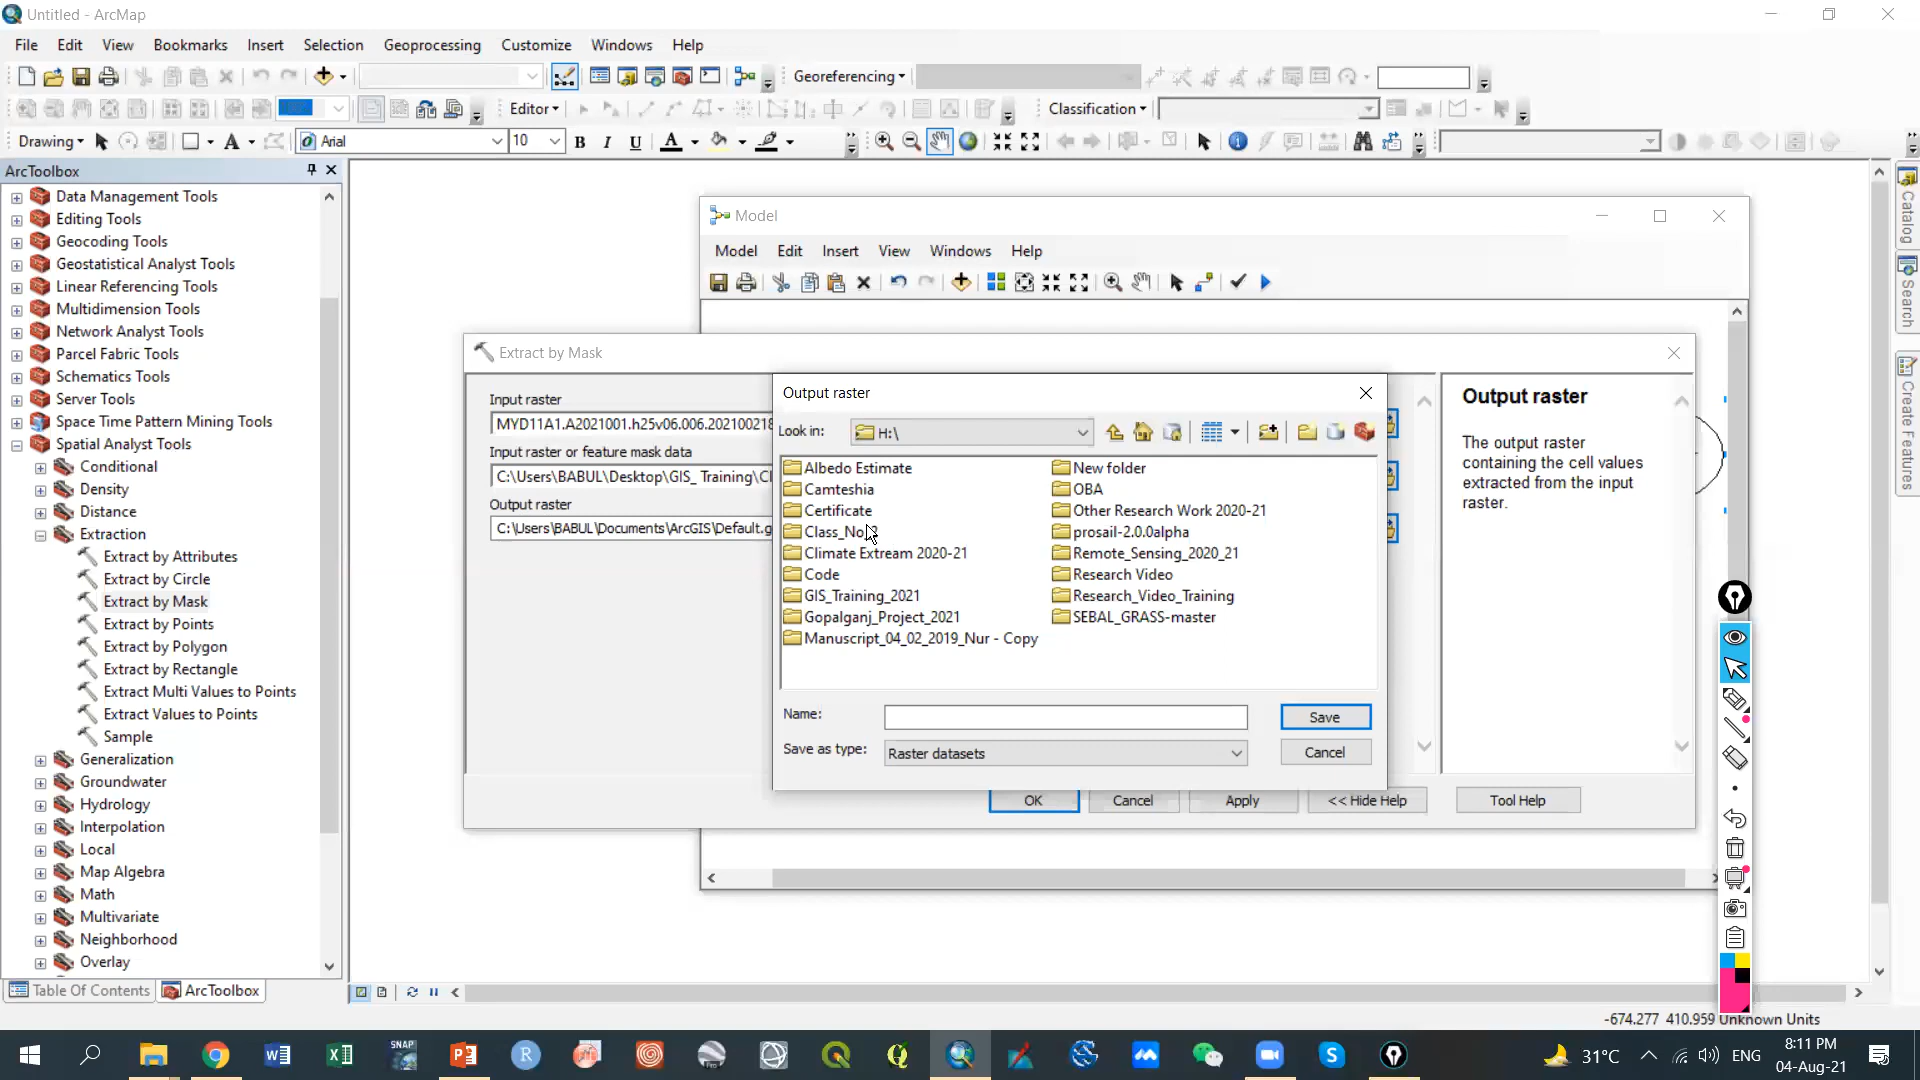 Untitled - ArcMap
File Edit View Bookmarks Insert Selection Geoprocessing Customize Windows Help
Georeferencing
Editor Classification
Drawing Arial 10 B I U A
ArcToolbox
Data Management Tools
Editing Tools
Geocoding Tools
Geostatistical Analyst Tools
Linear Referencing Tools
Multidimension Tools
Network Analyst Tools
Parcel Fabric Tools
Schematics Tools
Server Tools
Space Time Pattern Mining Tools
Spatial Analyst Tools
Conditional
Density
Distance
Extraction
Extract by Attributes
Extract by Circle
Extract by Mask
Extract by Points
Extract by Polygon
Extract by Rectangle
Extract Multi Values to Points
Extract Values to Points
Sample
Generalization
Groundwater
Hydrology
Interpolation
Local
Map Algebra
Math
Multivariate
Neighborhood
Overlay
Table Of Contents ArcToolbox
Model
Model Edit Insert View Windows Help
Extract by Mask
Input raster
MYD11A1.A2021001.h25v06.006.202100218
Input raster or feature mask data
C:\Users\BABUL\Desktop\GIS_ Training\Cl
Output raster
C:\Users\BABUL\Documents\ArcGIS\Default.g
Output raster
Look in: H:\
Albedo Estimate
Camteshia
Certificate
Climate Extream 2020-21
Code
GIS_Training_2021
Gopalganj_Project_2021
Manuscript_04_02_2019_Nur - Copy
New folder
OBA
Other Research Work 2020-21
prosail-2.0.0alpha
Remote_Sensing_2020_21
Research Video
Research_Video_Training
SEBAL_GRASS-master
Name: Save
Save as type: Raster datasets Cancel
OK Cancel Apply << Hide Help Tool Help
Output raster
The output raster
containing the cell values
extracted from the input
raster.
Catalog
Search
Create Features
-674.277 410.959 Unknown Units
SNAP
31°C ENG
8:11 PM
04-Aug-21